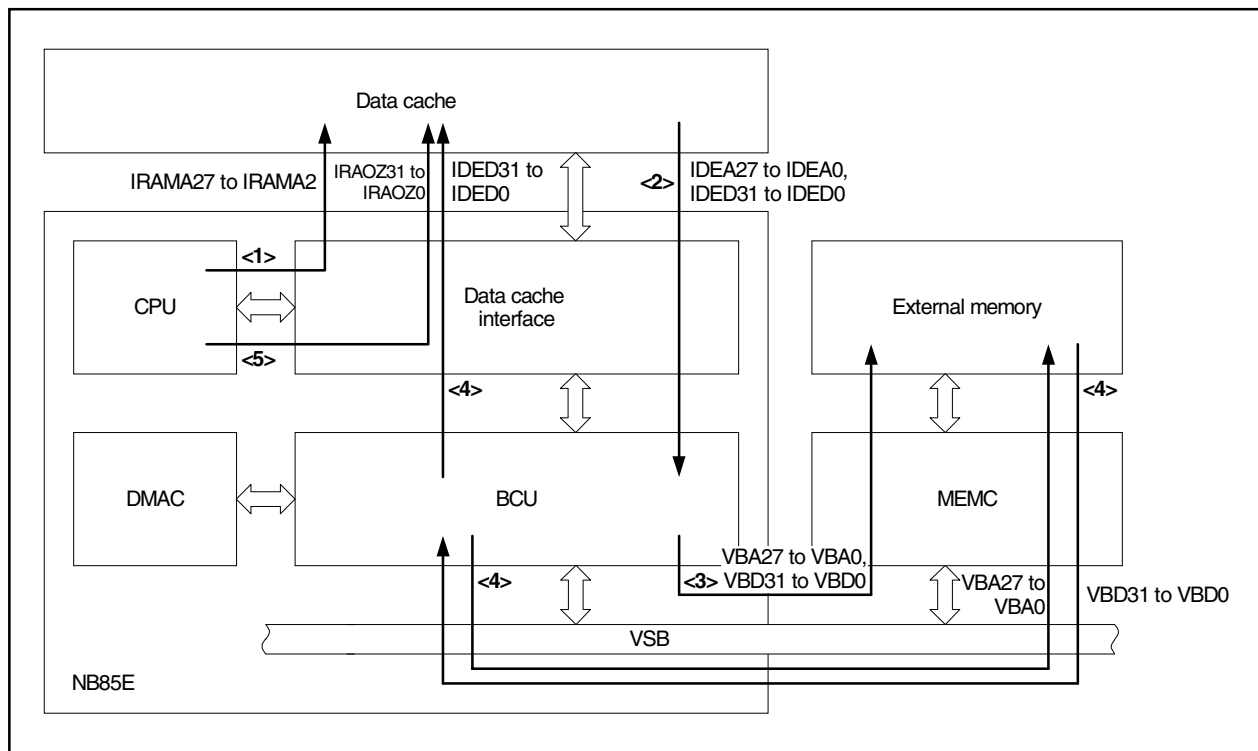 Data cache
IRAMA27 to IRAMA2
IRAOZ31 to
IRAOZ0
IDED31 to
IDED0
<2>
IDEA27 to IDEA0,
IDED31 to IDED0
<1>
CPU
Data cache
interface
External memory
<5>
<4>
<4>
DMAC
BCU
MEMC
<4>
<3>
VBA27 to VBA0,
VBD31 to VBD0
VBA27 to
VBA0
VBD31 to VBD0
VSB
NB85E